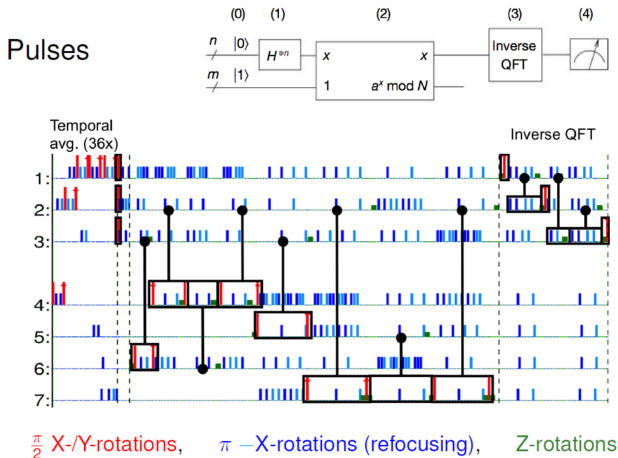 (0) (1) (2) (3) (4)
Pulses
n |0⟩ H⊗n x x Inverse QFT
m |1⟩ 1 a^x mod N
Temporal avg. (36x)
Inverse QFT
1:
2:
3:
4:
5:
6:
7:
π/2 X-/Y-rotations, π −X-rotations (refocusing), Z-rotations